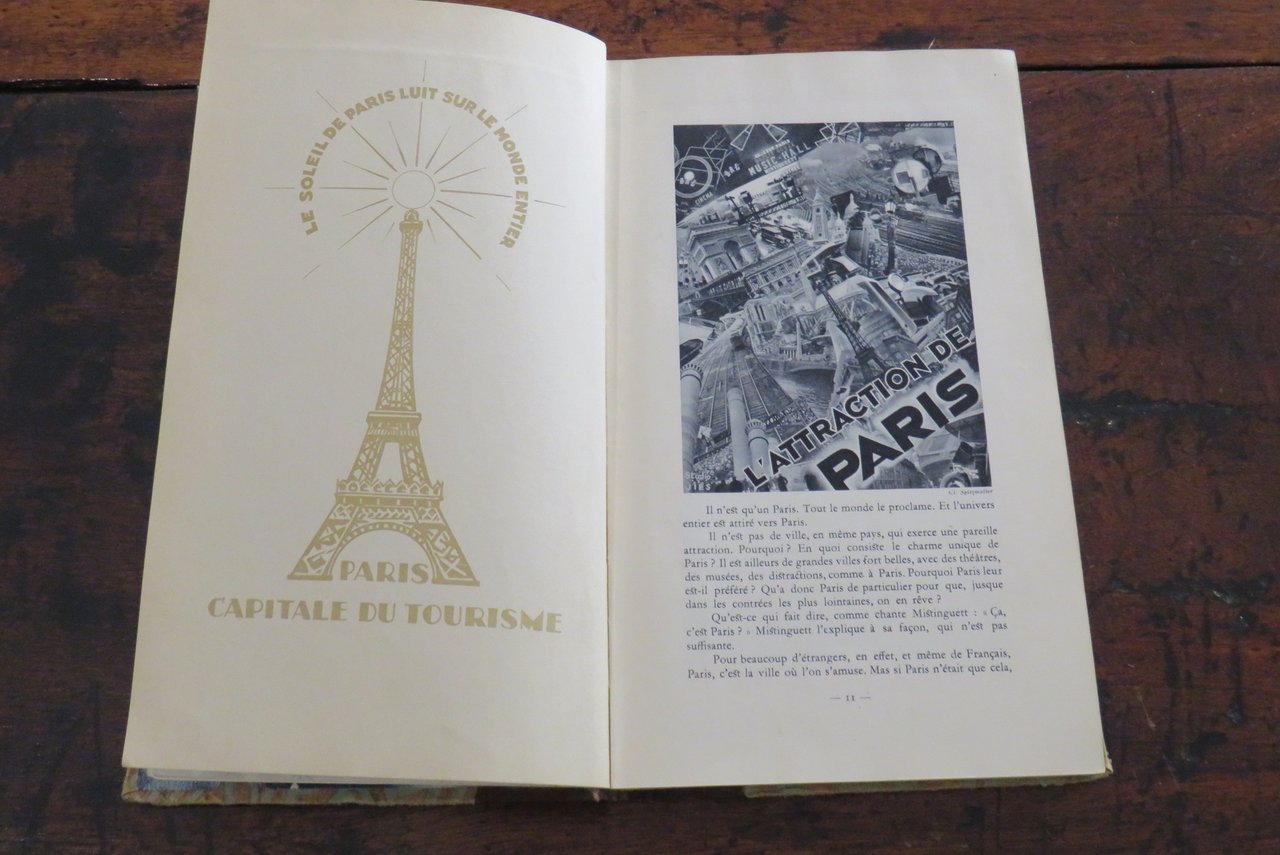 LE SOLEIL DE PARIS LUIT SUR LE MONDE ENTIER
PARIS
CAPITALE DU TOURISME
MUSIC-HALL
CINÉMA
L'ATTRACTION DE
PARIS
Cl. Spitzmuller
Il n'est qu'un Paris. Tout le monde le proclame. Et l'univers
entier est attiré vers Paris.
Il n'est pas de ville, en même pays, qui exerce une pareille
attraction. Pourquoi ? En quoi consiste le charme unique de
Paris ? Il est ailleurs de grandes villes fort belles, avec des théâtres,
des musées, des distractions, comme à Paris. Pourquoi Paris leur
est-il préféré ? Qu'a donc Paris de particulier pour que, jusque
dans les contrées les plus lointaines, on en rêve ?
Qu'est-ce qui fait dire, comme chante Mistinguett : « Ça,
c'est Paris ? » Mistinguett l'explique à sa façon, qui n'est pas
suffisante.
Pour beaucoup d'étrangers, en effet, et même de Français,
Paris, c'est la ville où l'on s'amuse. Mas si Paris n'était que cela,
— 11 —